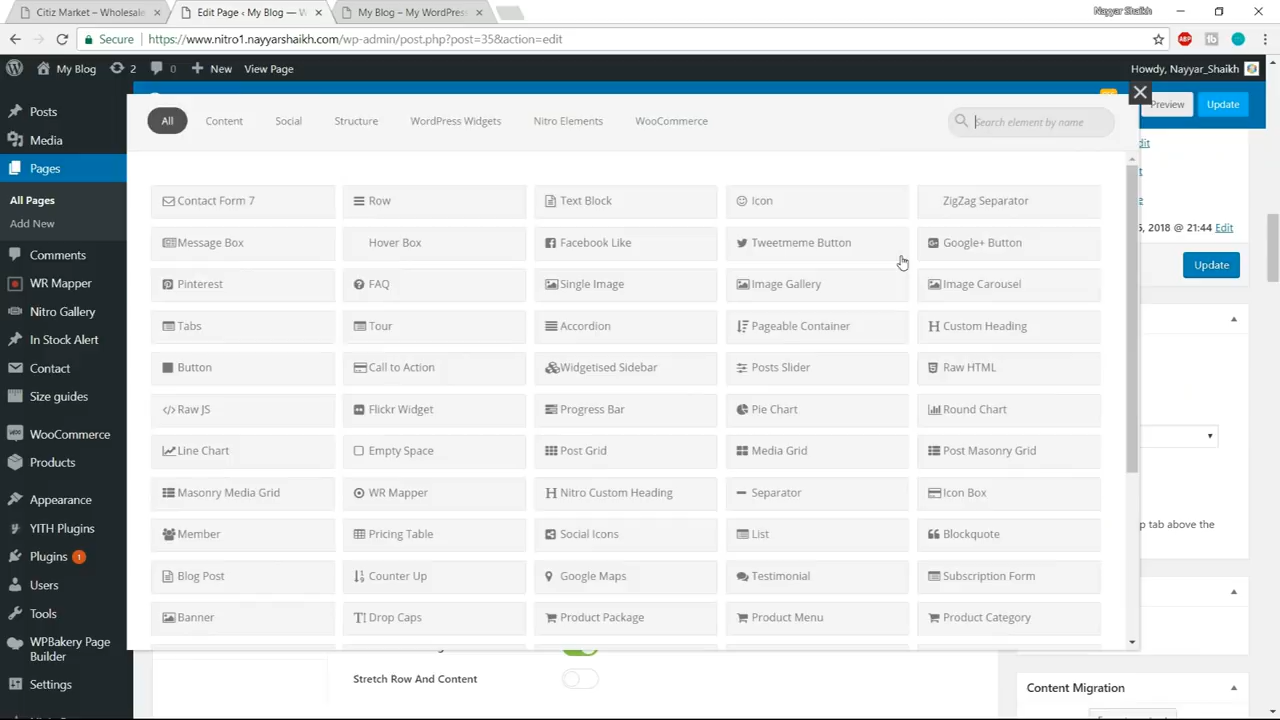 Citiz Market – Wholesale
Edit Page ‹ My Blog — W
My Blog – My WordPress
Nayyar Shaikh
Secure
https://www.nitro1.nayyarshaikh.com/wp-admin/post.php?post=35&action=edit
My Blog
2
0
New
View Page
Howdy, Nayyar_Shaikh
Posts
Media
Pages
All Pages
Add New
Comments
WR Mapper
Nitro Gallery
In Stock Alert
Contact
Size guides
WooCommerce
Products
Appearance
YITH Plugins
Plugins 1
Users
Tools
WPBakery Page
Builder
Settings
All
Content
Social
Structure
WordPress Widgets
Nitro Elements
WooCommerce
Search element by name
Preview
Update
Contact Form 7
Row
Text Block
Icon
ZigZag Separator
Message Box
Hover Box
Facebook Like
Tweetmeme Button
Google+ Button
Pinterest
FAQ
Single Image
Image Gallery
Image Carousel
Tabs
Tour
Accordion
Pageable Container
Custom Heading
Button
Call to Action
Widgetised Sidebar
Posts Slider
Raw HTML
Raw JS
Flickr Widget
Progress Bar
Pie Chart
Round Chart
Line Chart
Empty Space
Post Grid
Media Grid
Post Masonry Grid
Masonry Media Grid
WR Mapper
Nitro Custom Heading
Separator
Icon Box
Member
Pricing Table
Social Icons
List
Blockquote
Blog Post
Counter Up
Google Maps
Testimonial
Subscription Form
Banner
Drop Caps
Product Package
Product Menu
Product Category
Stretch Row And Content
, 2018 @ 21:44 Edit
Update
p tab above the
Content Migration